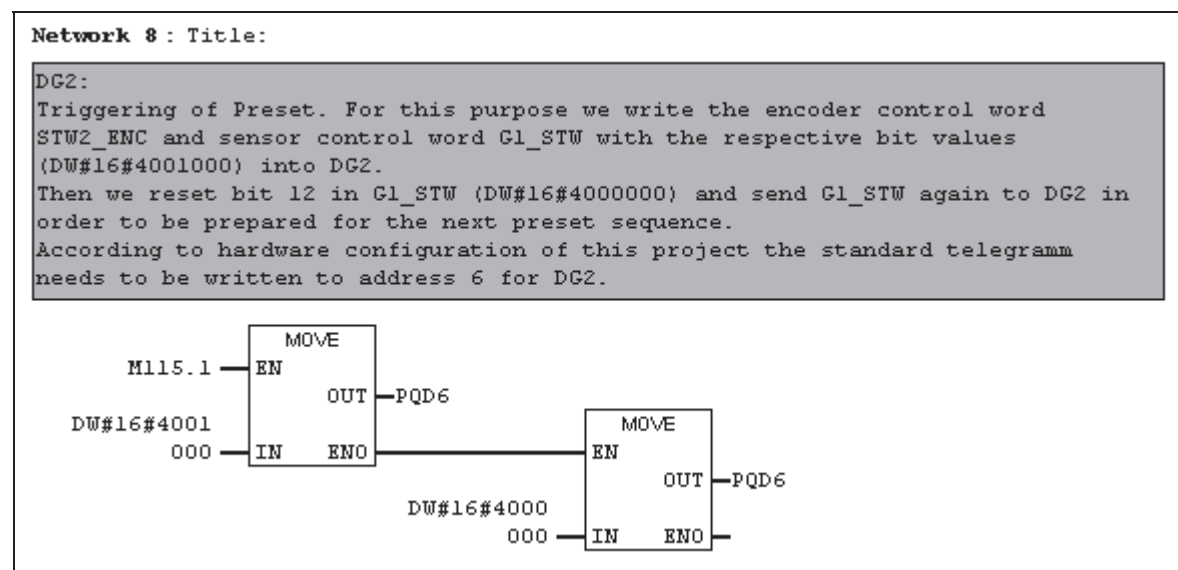 Network 8 : Title:
DG2:
Triggering of Preset. For this purpose we write the encoder control word
STW2_ENC and sensor control word G1_STW with the respective bit values
(DW#16#4001000) into DG2.
Then we reset bit 12 in G1_STW (DW#16#4000000) and send G1_STW again to DG2 in
order to be prepared for the next preset sequence.
According to hardware configuration of this project the standard telegramm
needs to be written to address 6 for DG2.
MOVE
M115.1 EN
OUT PQD6
DW#16#4001
000 IN ENO
MOVE
EN
OUT PQD6
DW#16#4000
000 IN ENO